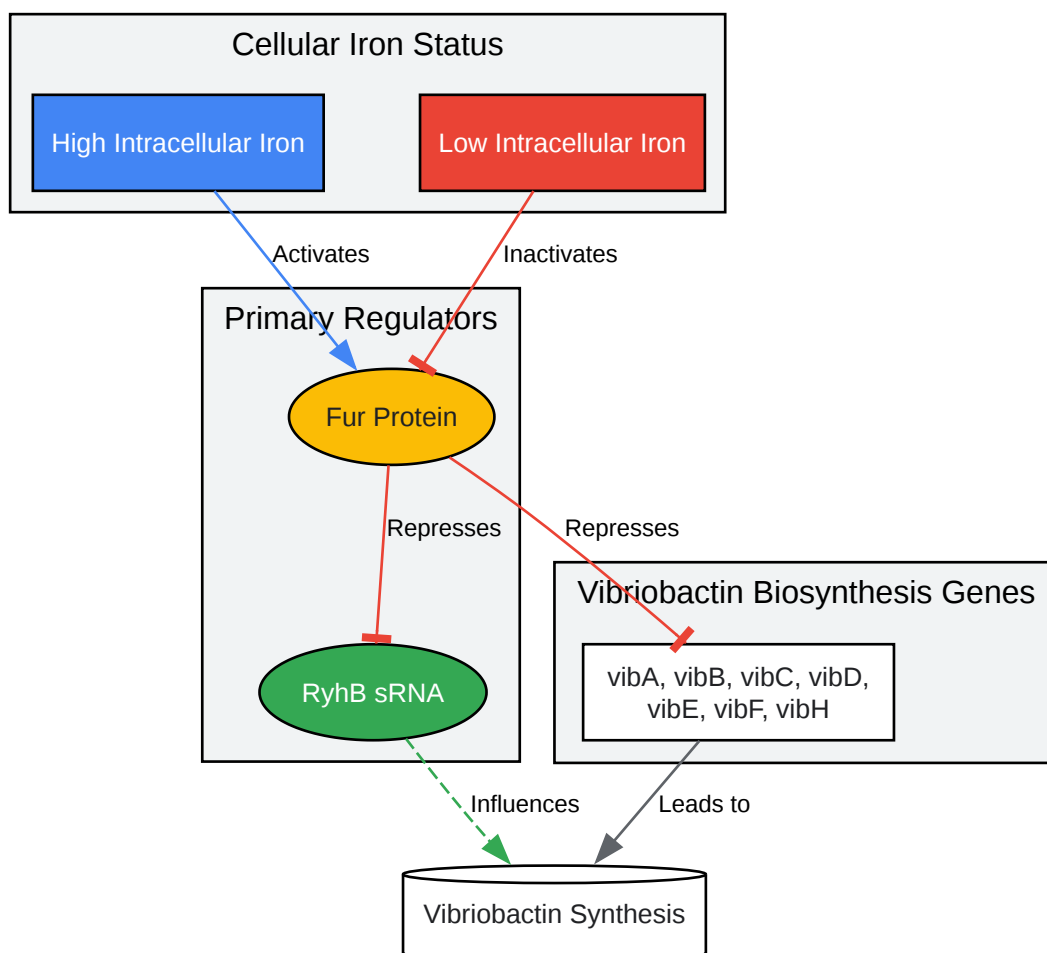 Cellular Iron Status
High Intracellular Iron
Low Intracellular Iron
Activates
Inactivates
Primary Regulators
Fur Protein
Represses
Represses
Vibriobactin Biosynthesis Genes
vibA, vibB, vibC, vibD,
vibE, vibF, vibH
RyhB sRNA
Influences
Leads to
Vibriobactin Synthesis